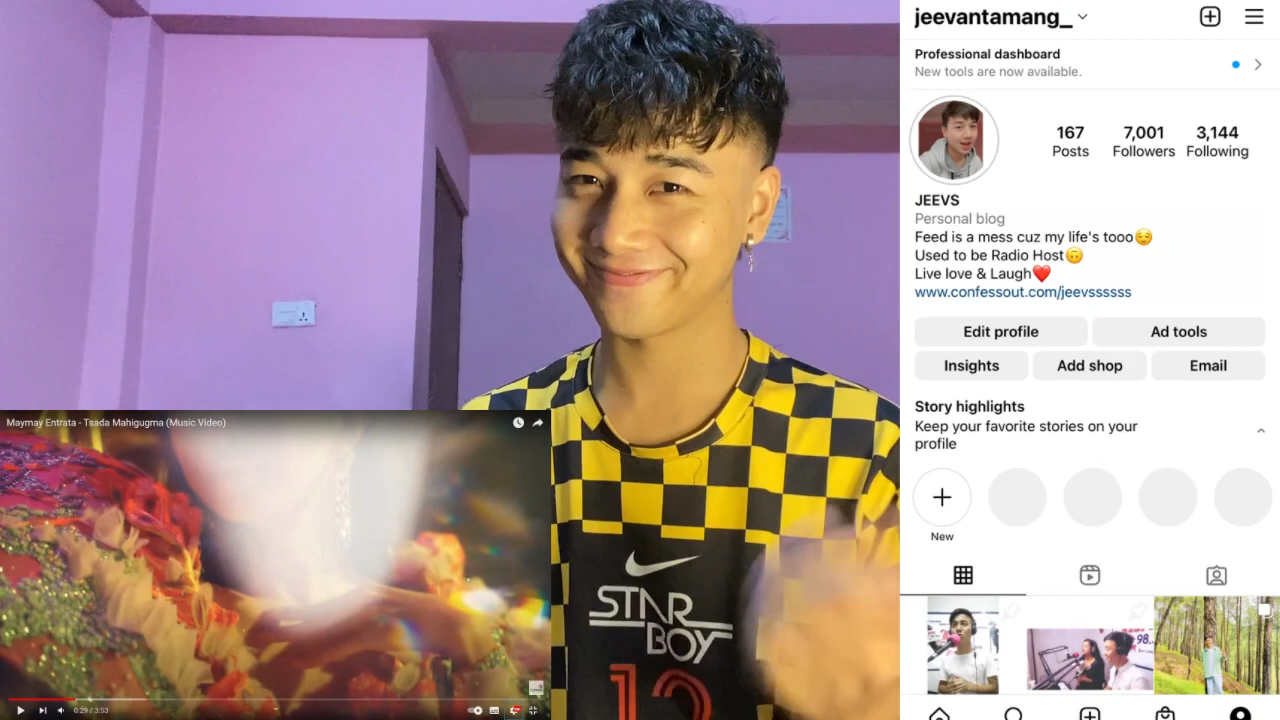 jeevantamang_
Professional dashboard
New tools are now available.
167
Posts
7,001
Followers
3,144
Following
JEEVS
Personal blog
Feed is a mess cuz my life's tooo😌
Used to be Radio Host🙃
Live love & Laugh❤️
www.confessout.com/jeevssssss
Edit profile
Ad tools
Insights
Add shop
Email
Story highlights
Keep your favorite stories on your
profile
New
98.
Maymay Entrata - Tsada Mahigugma (Music Video)
0:29 / 3:53
STAR
BOY
12